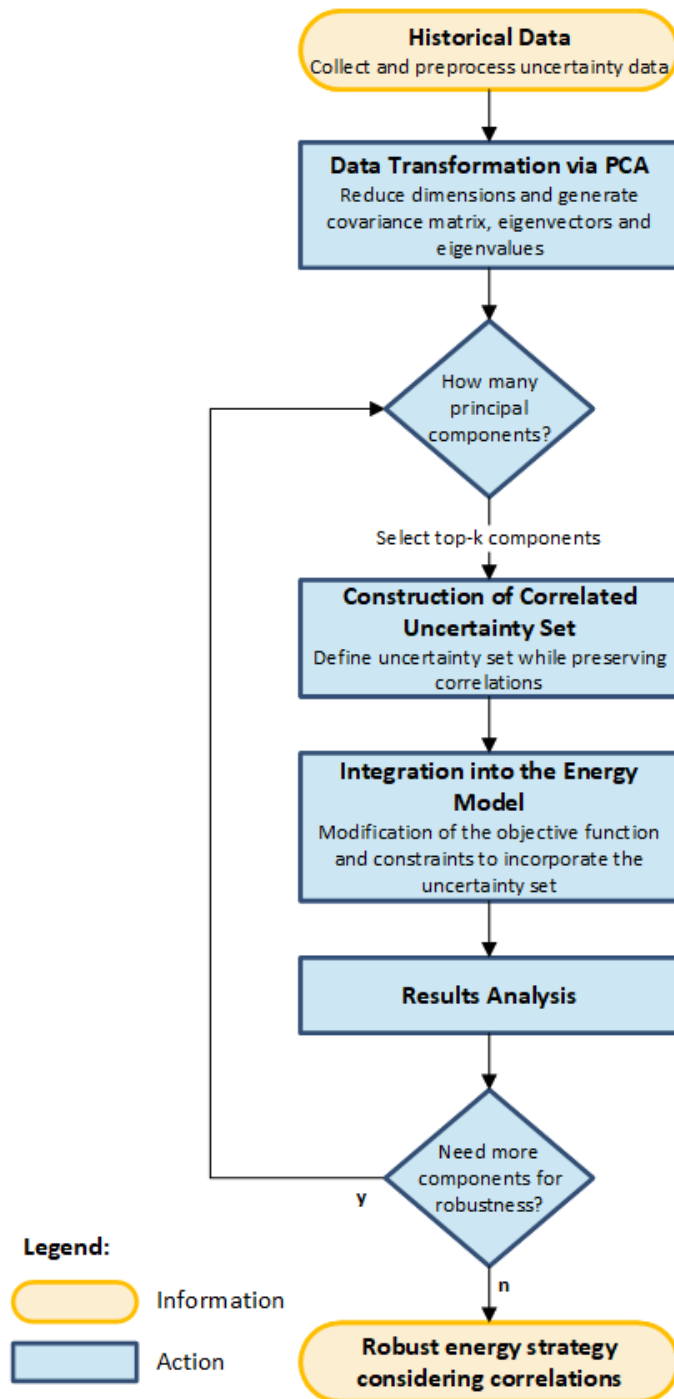 Historical Data
Collect and preprocess uncertainty data
Data Transformation via PCA
Reduce dimensions and generate
covariance matrix, eigenvectors and
eigenvalues
How many
principal
components?
Select top-k components
Construction of Correlated
Uncertainty Set
Define uncertainty set while preserving
correlations
Integration into the Energy
Model
Modification of the objective function
and constraints to incorporate the
uncertainty set
Results Analysis
Need more
components for
robustness?
y
n
Legend:
Information
Action
Robust energy strategy
considering correlations